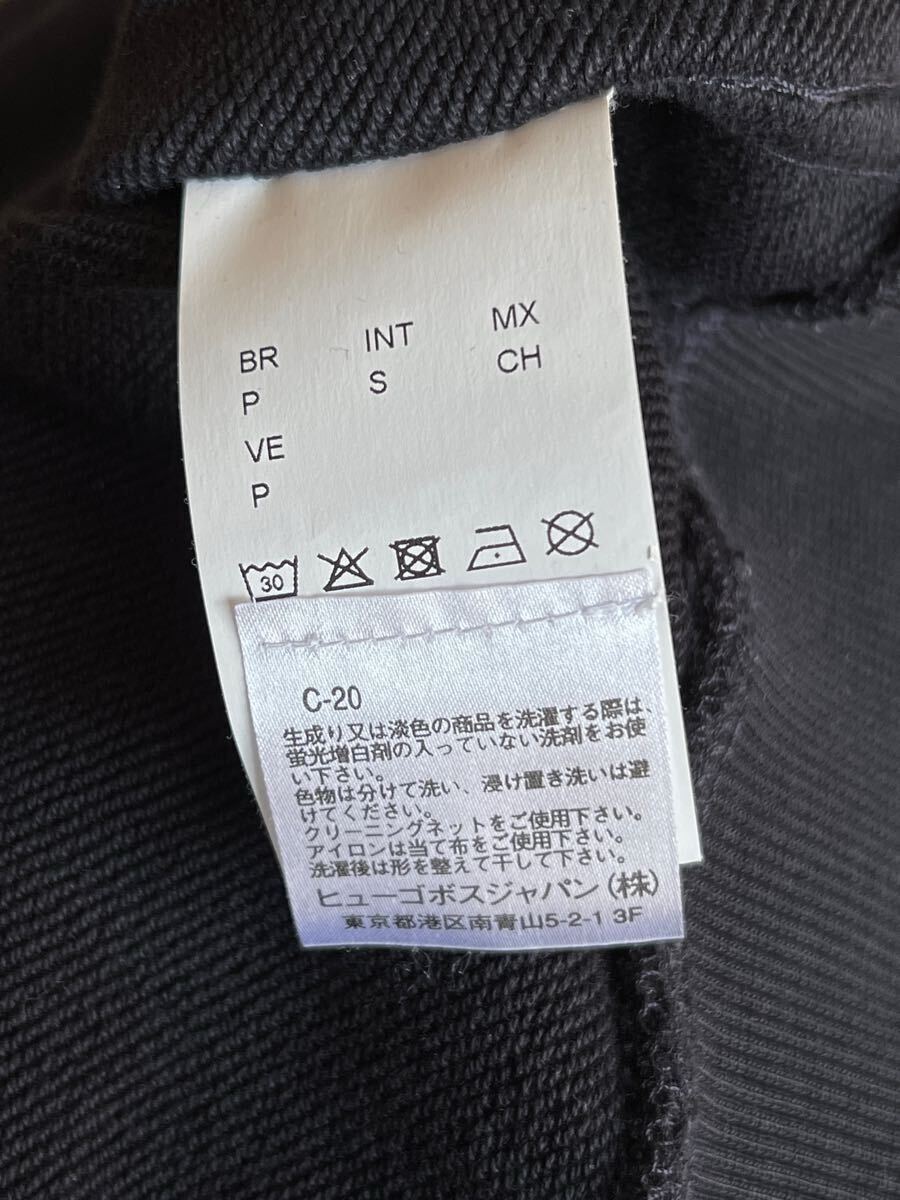 BR INT MX
P S CH
VE
P
30
C-20
生成り又は淡色の商品を洗濯する際は、
蛍光増白剤の入っていない洗剤をお使
い下さい。
色物は分けて洗い、浸け置き洗いは避
けてください。
クリーニングネットをご使用下さい。
アイロンは当て布をご使用下さい。
洗濯後は形を整えて干して下さい。
ヒューゴボスジャパン(株)
東京都港区南青山5-2-1 3F